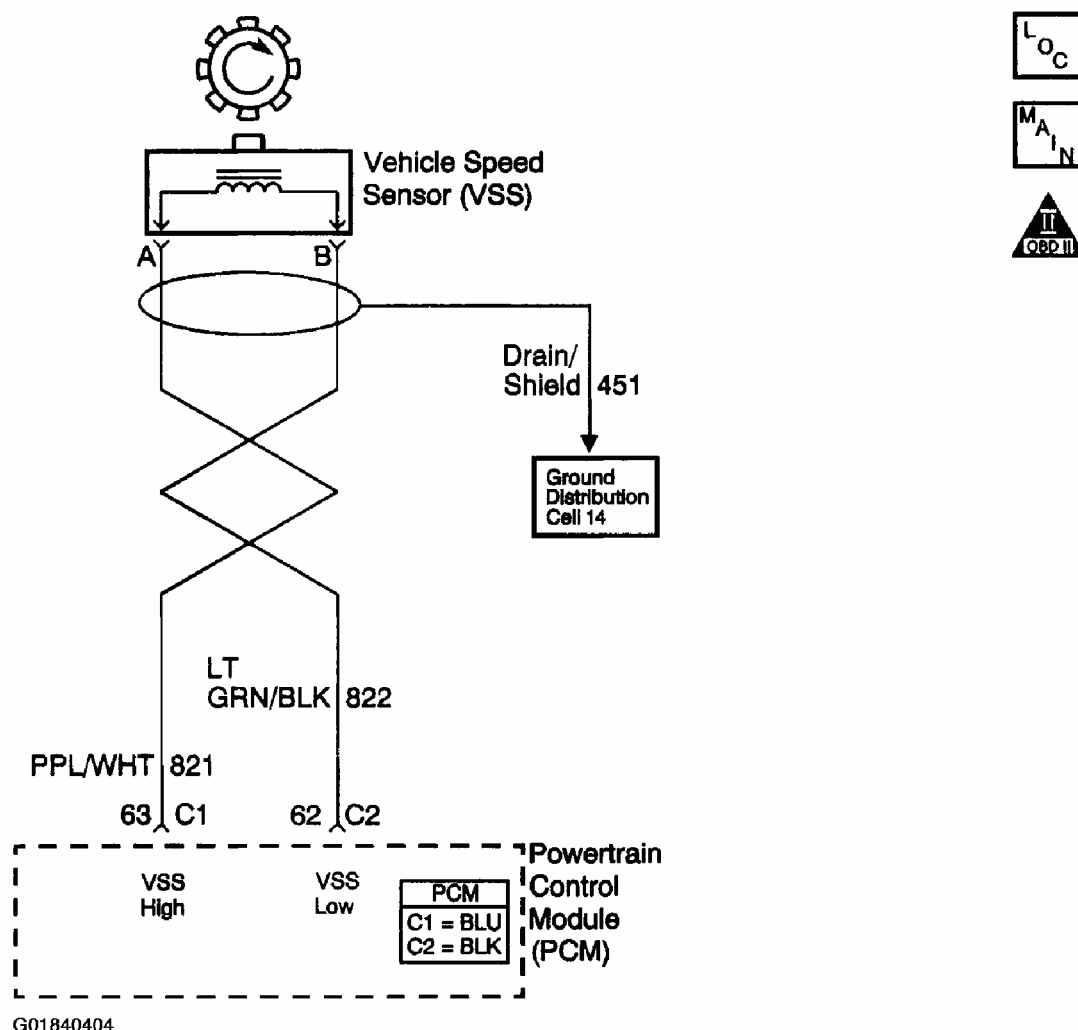 L
O
C
M
A
I
N
II
OBD II
Vehicle Speed
Sensor (VSS)
A
B
Drain/
Shield 451
Ground
Distribution
Cell 14
LT
GRN/BLK 822
PPL/WHT 821
63 C1
62 C2
VSS
High
VSS
Low
PCM
C1 = BLU
C2 = BLK
Powertrain
Control
Module
(PCM)
G01840404